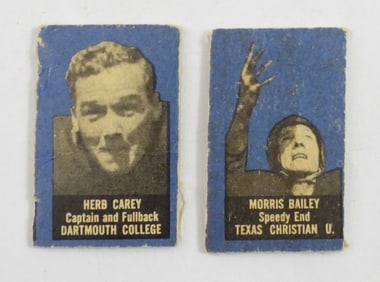 HERB CAREY
Captain and Fullback
DARTMOUTH COLLEGE
MORRIS BAILEY
Speedy End
TEXAS CHRISTIAN U.